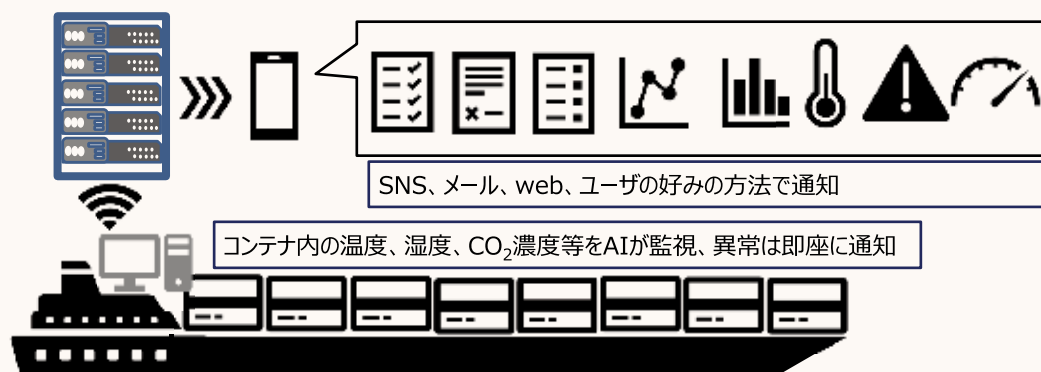 SNS、メール、web、ユーザの好みの方法で通知
コンテナ内の温度、湿度、CO₂濃度等をAIが監視、異常は即座に通知